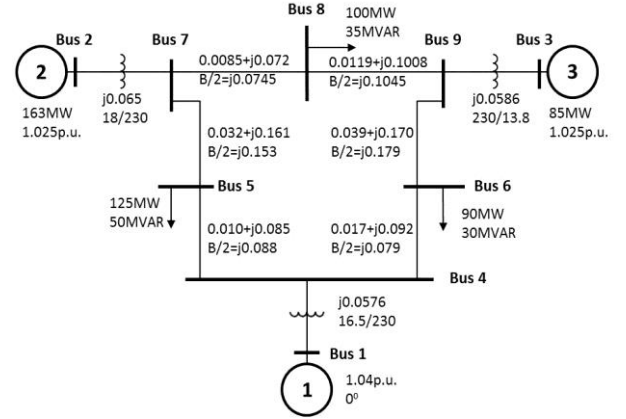 Bus 8
100MW
35MVAR
Bus 2
Bus 7
Bus 9
Bus 3
0.0085+j0.072
B/2=j0.0745
0.0119+j0.1008
B/2=j0.1045
2
3
j0.065
18/230
j0.0586
230/13.8
163MW
1.025p.u.
85MW
1.025p.u.
0.032+j0.161
B/2=j0.153
0.039+j0.170
B/2=j0.179
Bus 5
Bus 6
125MW
50MVAR
90MW
30MVAR
0.010+j0.085
B/2=j0.088
0.017+j0.092
B/2=j0.079
Bus 4
j0.0576
16.5/230
Bus 1
1
1.04p.u.
0⁰